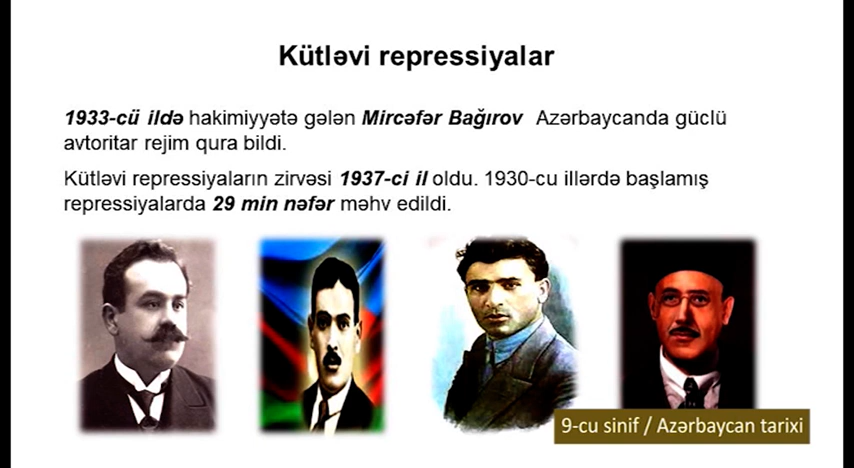 Kütləvi repressiyalar
1933-cü ildə hakimiyyətə gələn Mircəfər Bağırov Azərbaycanda güclü
avtoritar rejim qura bildi.
Kütləvi repressiyaların zirvəsi 1937-ci il oldu. 1930-cu illərdə başlamış
repressiyalarda 29 min nəfər məhv edildi.
9-cu sinif / Azərbaycan tarixi